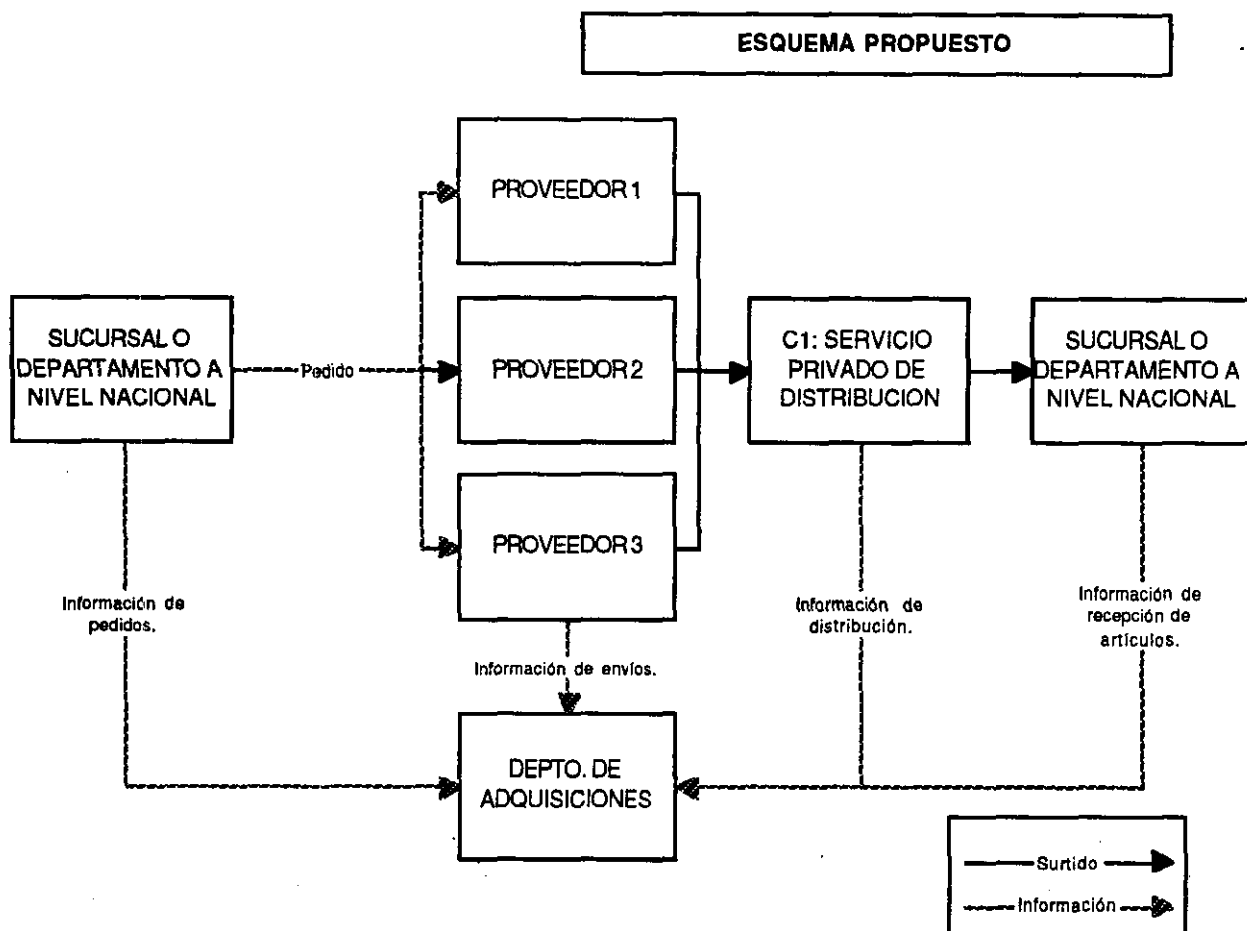 ESQUEMA PROPUESTO
PROVEEDOR 1
SUCURSAL O
DEPARTAMENTO A
NIVEL NACIONAL
Pedido
PROVEEDOR 2
C1: SERVICIO
PRIVADO DE
DISTRIBUCION
SUCURSAL O
DEPARTAMENTO A
NIVEL NACIONAL
PROVEEDOR 3
Información de
pedidos.
Información de
distribución.
Información de
recepción de
artículos.
Información de envíos.
DEPTO. DE
ADQUISICIONES
Surtido
Información